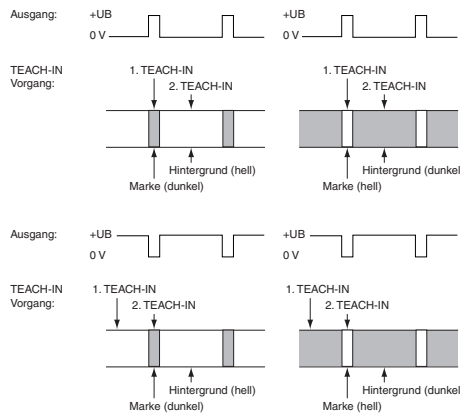 Ausgang: +UB +UB
0 V 0 V
TEACH-IN 1. TEACH-IN 1. TEACH-IN
Vorgang: 2. TEACH-IN 2. TEACH-IN
Hintergrund (hell) Hintergrund (dunkel
Marke (dunkel) Marke (hell)
Ausgang: +UB +UB
0 V 0 V
TEACH-IN 1. TEACH-IN 1. TEACH-IN
Vorgang: 2. TEACH-IN 2. TEACH-IN
Hintergrund (hell) Hintergrund (dunkel
Marke (dunkel) Marke (hell)